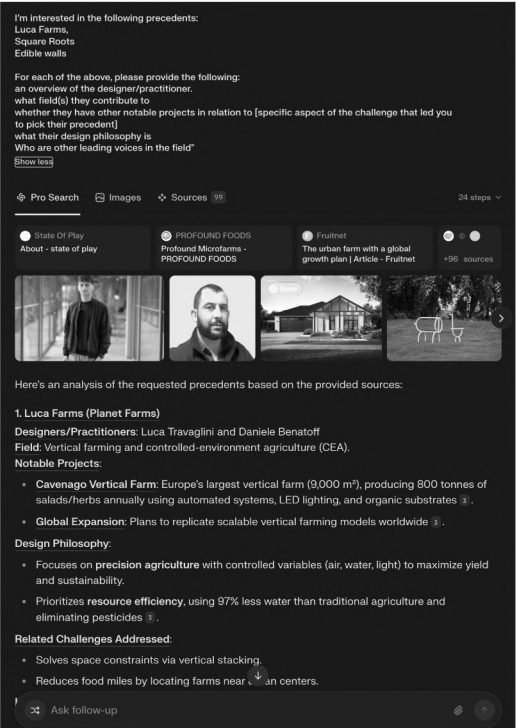 I'm interested in the following precedents:
Luca Farms,
Square Roots
Edible walls
For each of the above, please provide the following:
an overview of the designer/practitioner.
what field(s) they contribute to
whether they have other notable projects in relation to [specific aspect of the challenge that led you
to pick their precedent]
what their design philosophy is
Who are other leading voices in the field"
Show less
Pro Search Images Sources 99 24 steps
State Of Play PROFOUND FOODS Fruitnet
About - state of play Profound Microfarms - The urban farm with a global
PROFOUND FOODS growth plan | Article - Fruitnet +96 sources
Here's an analysis of the requested precedents based on the provided sources:
1. Luca Farms (Planet Farms)
Designers/Practitioners: Luca Travaglini and Daniele Benatoff
Field: Vertical farming and controlled-environment agriculture (CEA).
Notable Projects:
• Cavenago Vertical Farm: Europe's largest vertical farm (9,000 m²), producing 800 tonnes of
salads/herbs annually using automated systems, LED lighting, and organic substrates 3 .
• Global Expansion: Plans to replicate scalable vertical farming models worldwide 3 .
Design Philosophy:
• Focuses on precision agriculture with controlled variables (air, water, light) to maximize yield
and sustainability.
• Prioritizes resource efficiency, using 97% less water than traditional agriculture and
eliminating pesticides 3 .
Related Challenges Addressed:
• Solves space constraints via vertical stacking.
• Reduces food miles by locating farms near centers.
Ask follow-up